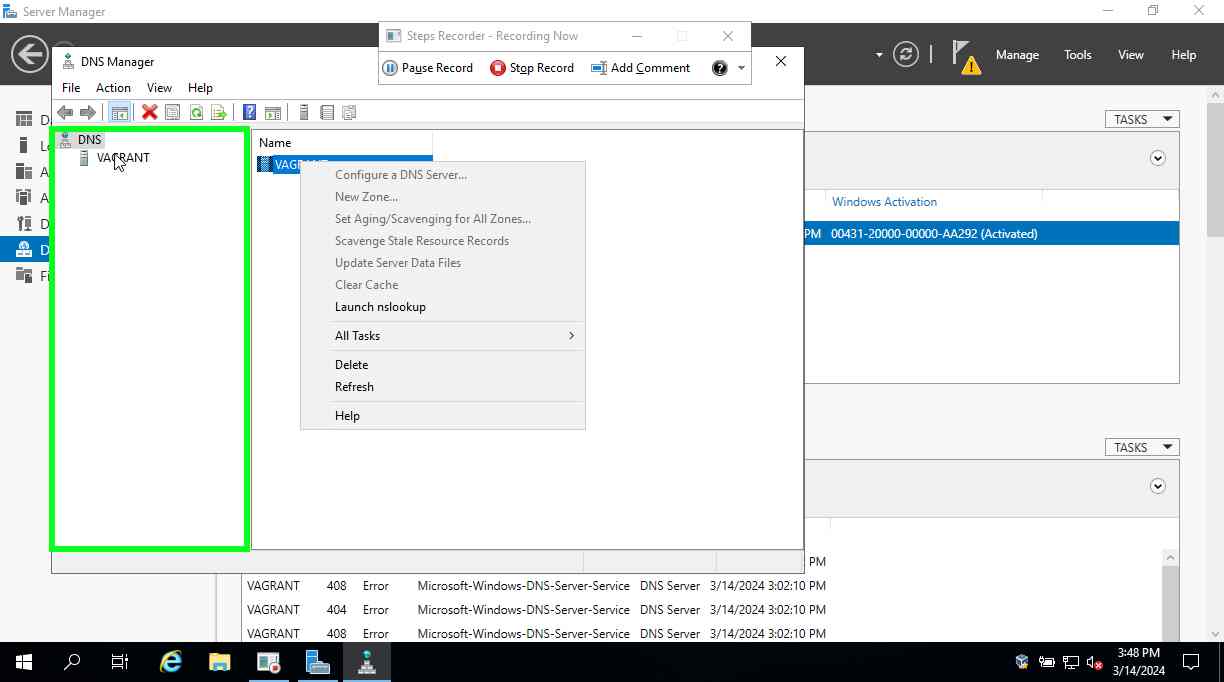 Server Manager
Steps Recorder - Recording Now
Pause Record Stop Record Add Comment
Manage Tools View Help
DNS Manager
File Action View Help
DNS
VAGRANT
Name
Configure a DNS Server...
New Zone...
Set Aging/Scavenging for All Zones...
Scavenge Stale Resource Records
Update Server Data Files
Clear Cache
Launch nslookup
All Tasks
Delete
Refresh
Help
TASKS
Windows Activation
PM 00431-20000-00000-AA292 (Activated)
TASKS
PM
VAGRANT 408 Error Microsoft-Windows-DNS-Server-Service DNS Server 3/14/2024 3:02:10 PM
VAGRANT 404 Error Microsoft-Windows-DNS-Server-Service DNS Server 3/14/2024 3:02:10 PM
VAGRANT 408 Error Microsoft-Windows-DNS-Server-Service DNS Server 3/14/2024 3:02:10 PM
3:48 PM
3/14/2024